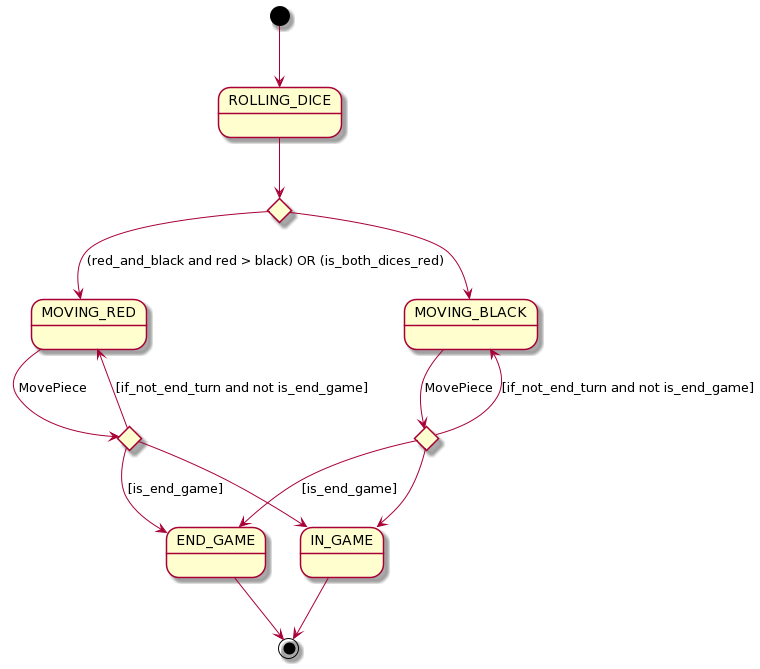 ROLLING_DICE
(red_and_black and red > black) OR (is_both_dices_red)
MOVING_RED
MOVING_BLACK
MovePiece
[if_not_end_turn and not is_end_game]
MovePiece
[if_not_end_turn and not is_end_game]
[is_end_game]
[is_end_game]
END_GAME
IN_GAME